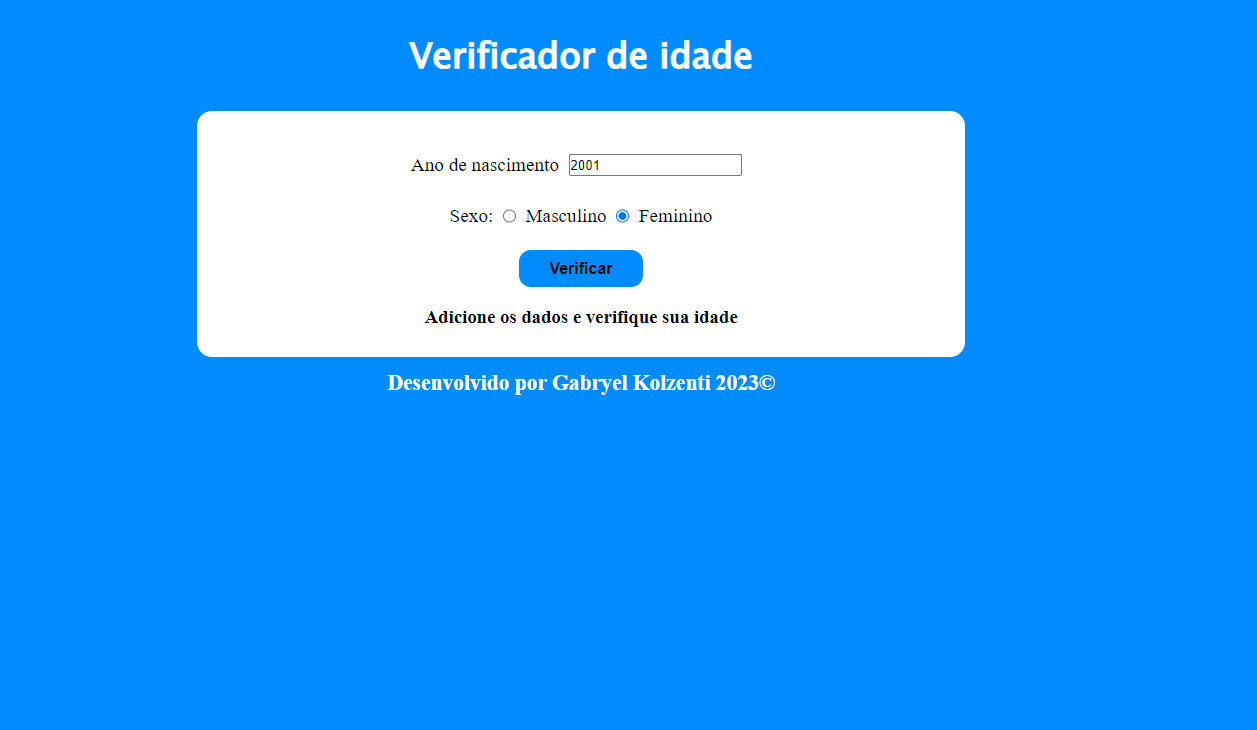 Verificador de idade
Ano de nascimento 2001
Sexo: Masculino Feminino
Verificar
Adicione os dados e verifique sua idade
Desenvolvido por Gabryel Kolzenti 2023©